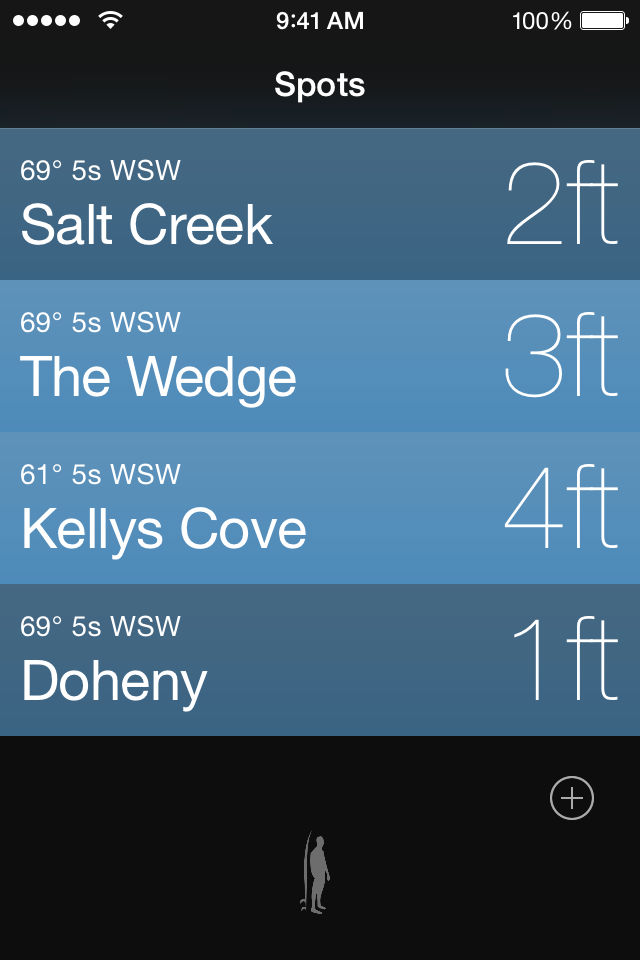 9:41 AM 100%
Spots
69° 5s WSW
Salt Creek 2ft
69° 5s WSW
The Wedge 3ft
61° 5s WSW
Kellys Cove 4ft
69° 5s WSW
Doheny 1ft